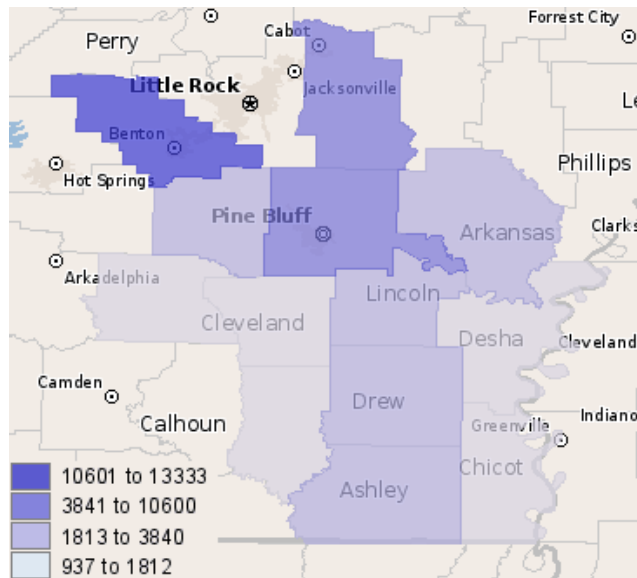 Forrest City
Perry
Cabot
Little Rock
Jacksonville
Le
Benton
Phillips
Hot Springs
Pine Bluff
Arkansas
Clarks
Arkadelphia
Lincoln
Cleveland
Desha
Cleveland
Camden
Drew
Calhoun
Greenville
Indiano
Chicot
Ashley
10601 to 13333
3841 to 10600
1813 to 3840
937 to 1812